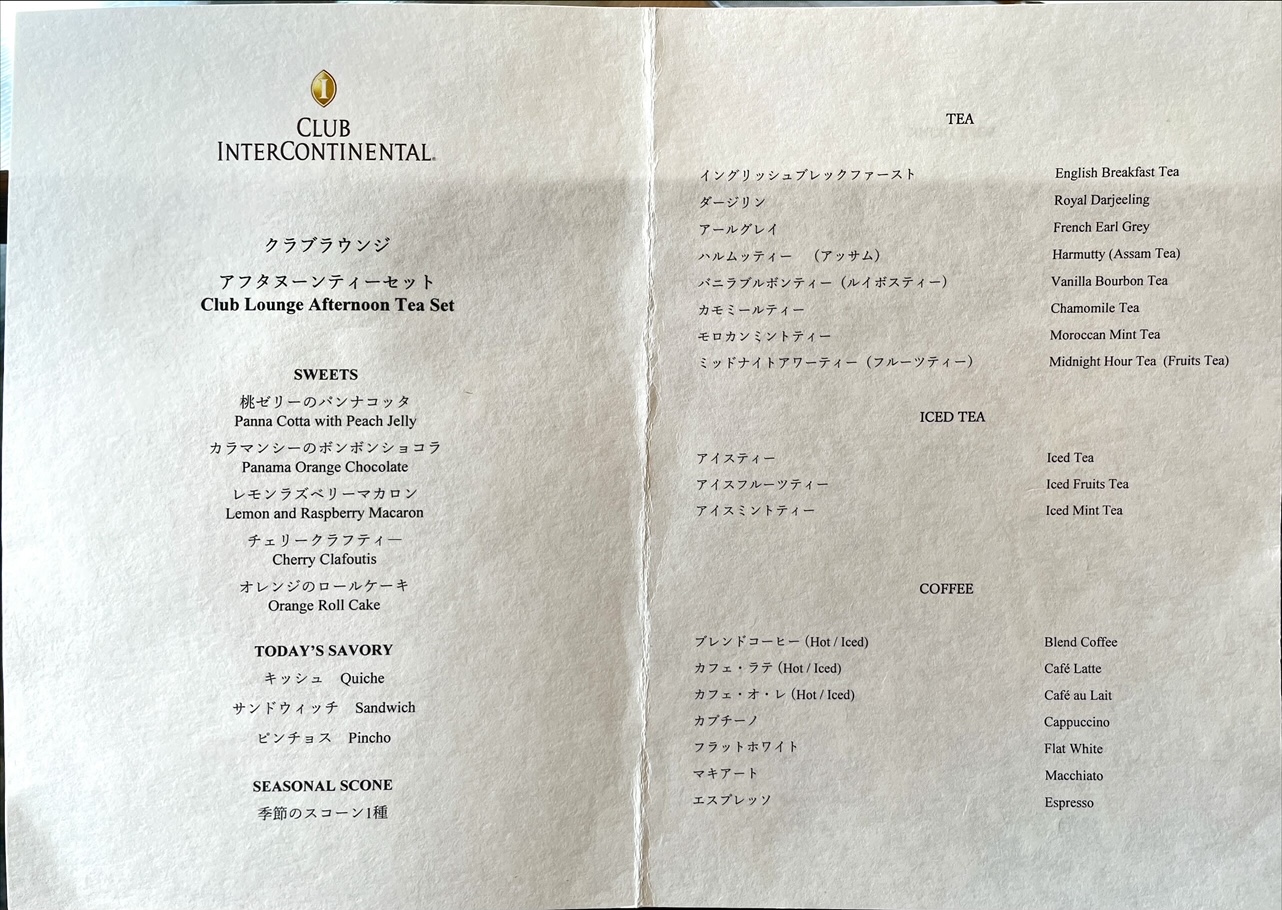 CLUB
INTERCONTINENTAL®
クラブラウンジ
アフタヌーンティーセット
Club Lounge Afternoon Tea Set
SWEETS
桃ゼリーのパンナコッタ
Panna Cotta with Peach Jelly
カラマンシーのボンボンショコラ
Panama Orange Chocolate
レモンラズベリーマカロン
Lemon and Raspberry Macaron
チェリークラフティ―
Cherry Clafoutis
オレンジのロールケーキ
Orange Roll Cake
TODAY'S SAVORY
キッシュ Quiche
サンドウィッチ Sandwich
ピンチョス Pincho
SEASONAL SCONE
季節のスコーン1種
TEA
イングリッシュブレックファースト English Breakfast Tea
ダージリン Royal Darjeeling
アールグレイ French Earl Grey
ハルムッティー （アッサム） Harmutty (Assam Tea)
バニラブルボンティー（ルイボスティー） Vanilla Bourbon Tea
カモミールティー Chamomile Tea
モロカンミントティー Moroccan Mint Tea
ミッドナイトアワーティー（フルーツティー） Midnight Hour Tea (Fruits Tea)
ICED TEA
アイスティー Iced Tea
アイスフルーツティー Iced Fruits Tea
アイスミントティー Iced Mint Tea
COFFEE
ブレンドコーヒー (Hot / Iced) Blend Coffee
カフェ・ラテ (Hot / Iced) Café Latte
カフェ・オ・レ (Hot / Iced) Café au Lait
カプチーノ Cappuccino
フラットホワイト Flat White
マキアート Macchiato
エスプレッソ Espresso